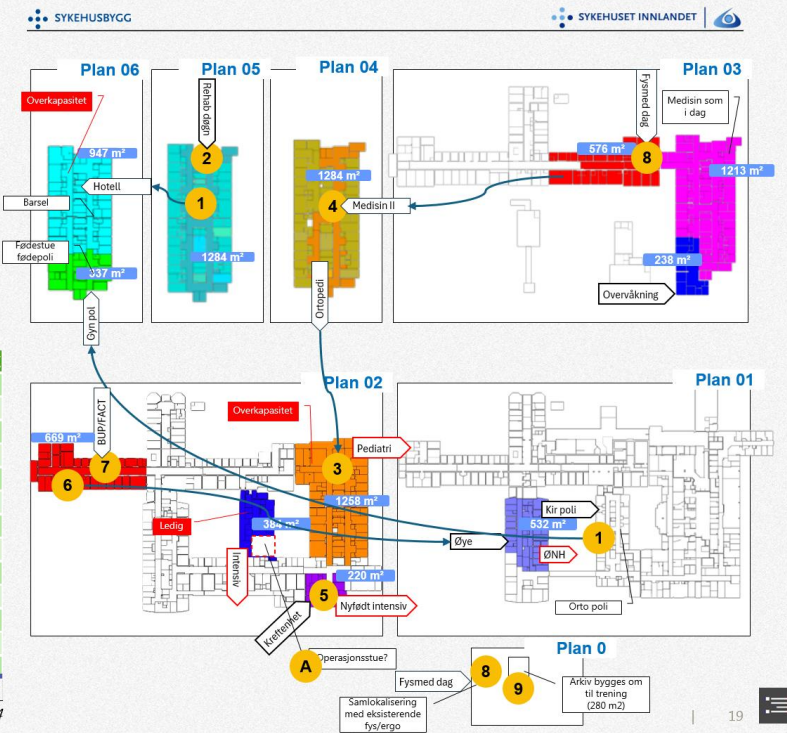 SYKEHUSBYGG
SYKEHUSET INNLANDET
Plan 06
Plan 05
Plan 04
Plan 03
Overkapasitet
947 m²
Hotell
Barsel
Fødestue
fødepoli
337 m²
Gyn pol
Rehab døgn
2
1
1284 m²
1284 m²
4
Medisin II
Ortopedi
Fysmed dag
576 m²
8
Medisin som
i dag
1213 m²
238 m²
Overvåkning
Plan 02
Plan 01
669 m²
BUP/FACT
7
6
Overkapasitet
Pediatri
3
1258 m²
Ledig
384 m²
Intensiv
220 m²
5
Nyfødt intensiv
Kreftenhet
A
Operasjonsstue?
Kir poli
532 m²
Øye
ØNH
1
Orto poli
Plan 0
Fysmed dag
8
9
Arkiv bygges om
til trening
(280 m2)
Samlokalisering
med eksisterende
fys/ergo
19